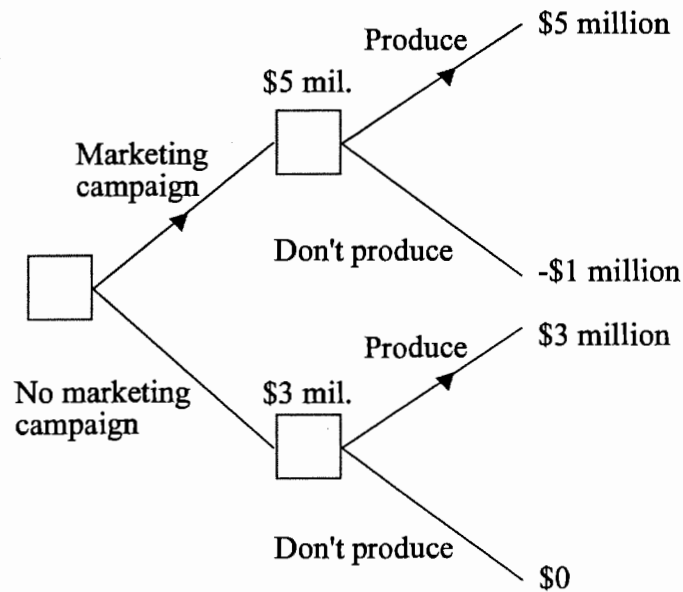 Produce
$5 million
$5 mil.
Marketing
campaign
Don't produce
-$1 million
Produce
$3 million
No marketing
campaign
$3 mil.
Don't produce
$0